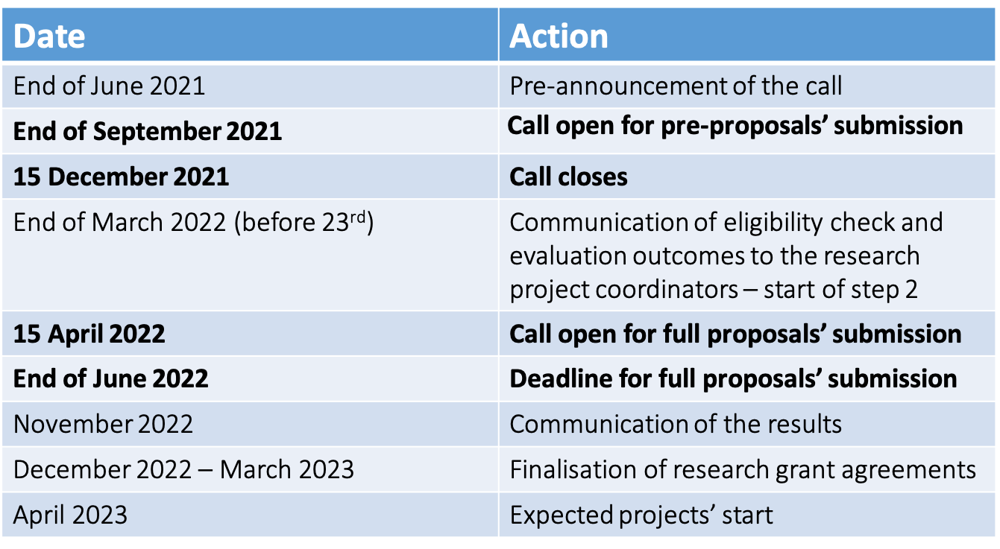 Date
Action
End of June 2021
Pre-announcement of the call
End of September 2021
Call open for pre-proposals’ submission
15 December 2021
Call closes
End of March 2022 (before 23rd)
Communication of eligibility check and
evaluation outcomes to the research
project coordinators – start of step 2
15 April 2022
Call open for full proposals’ submission
End of June 2022
Deadline for full proposals’ submission
November 2022
Communication of the results
December 2022 – March 2023
Finalisation of research grant agreements
April 2023
Expected projects’ start